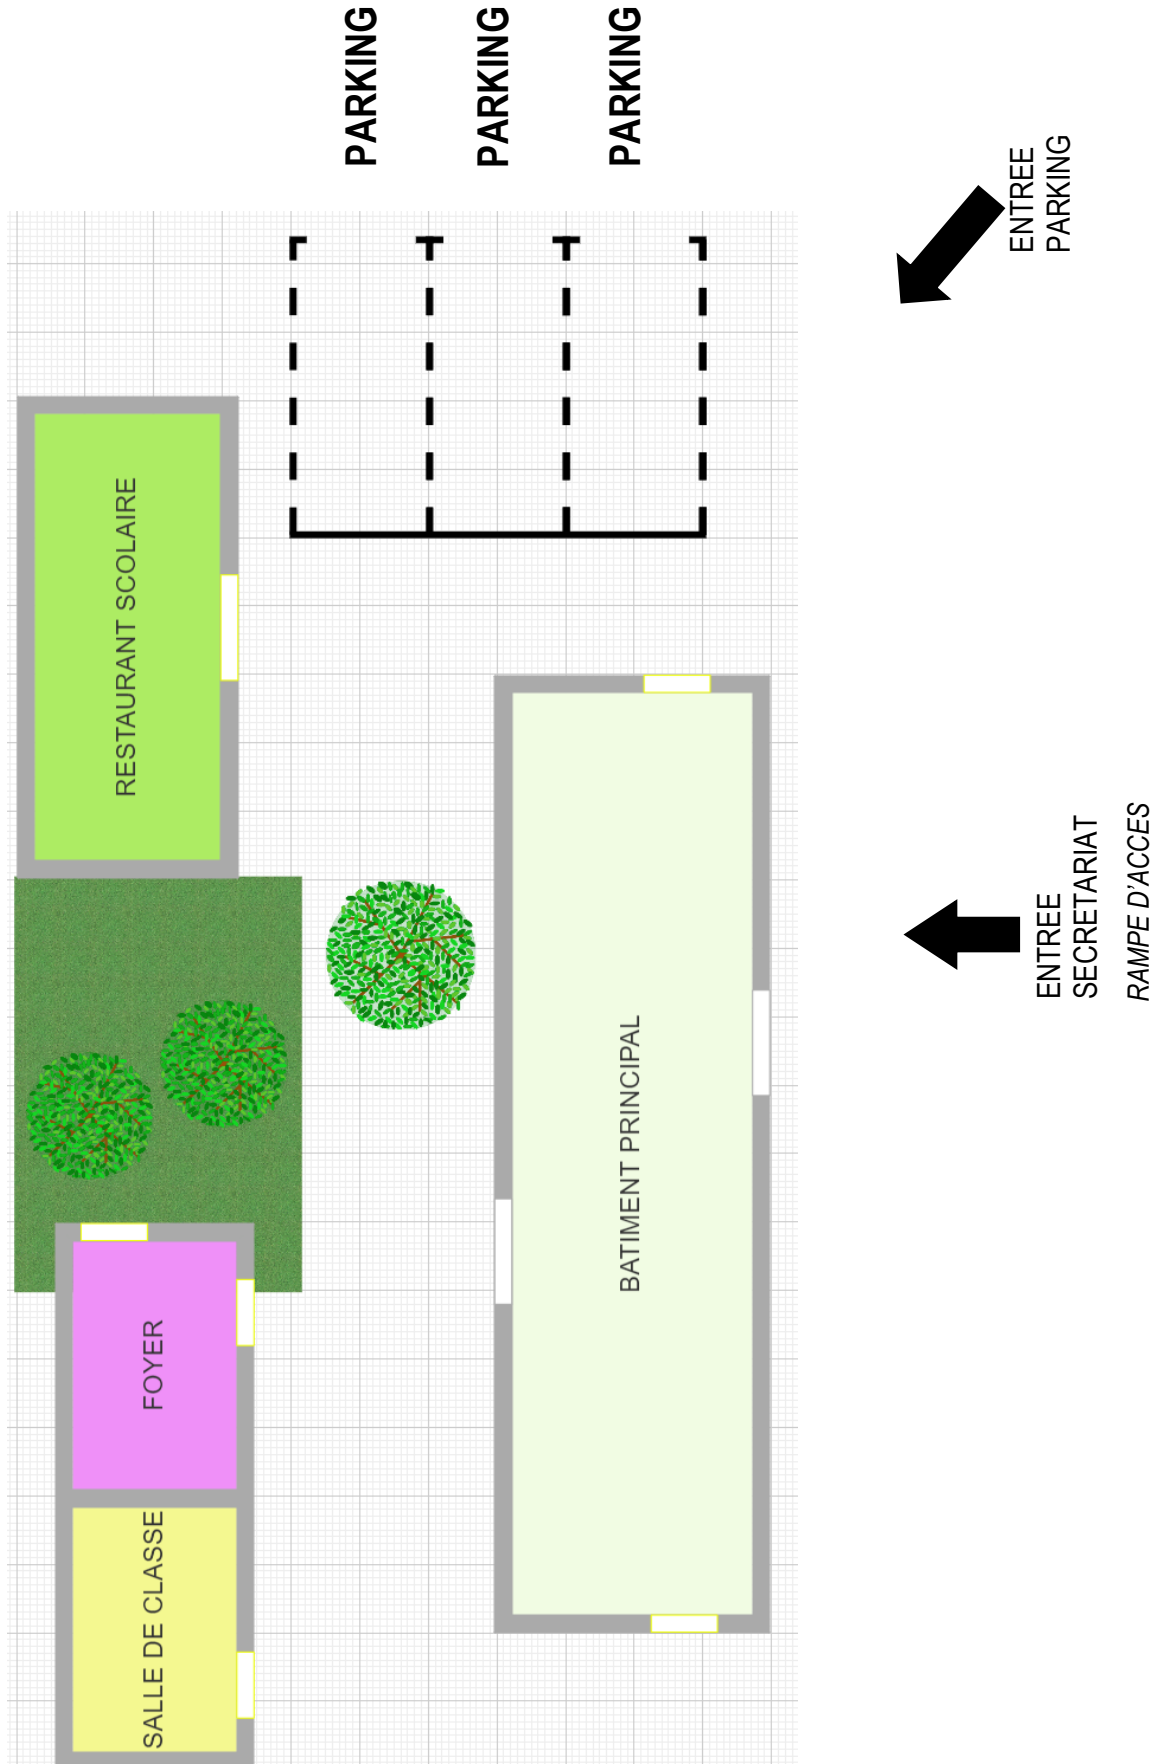 PARKING
PARKING
PARKING
ENTREE
PARKING
RESTAURANT SCOLAIRE
ENTREE
SECRETARIAT
RAMPE D'ACCES
BATIMENT PRINCIPAL
FOYER
SALLE DE CLASSE